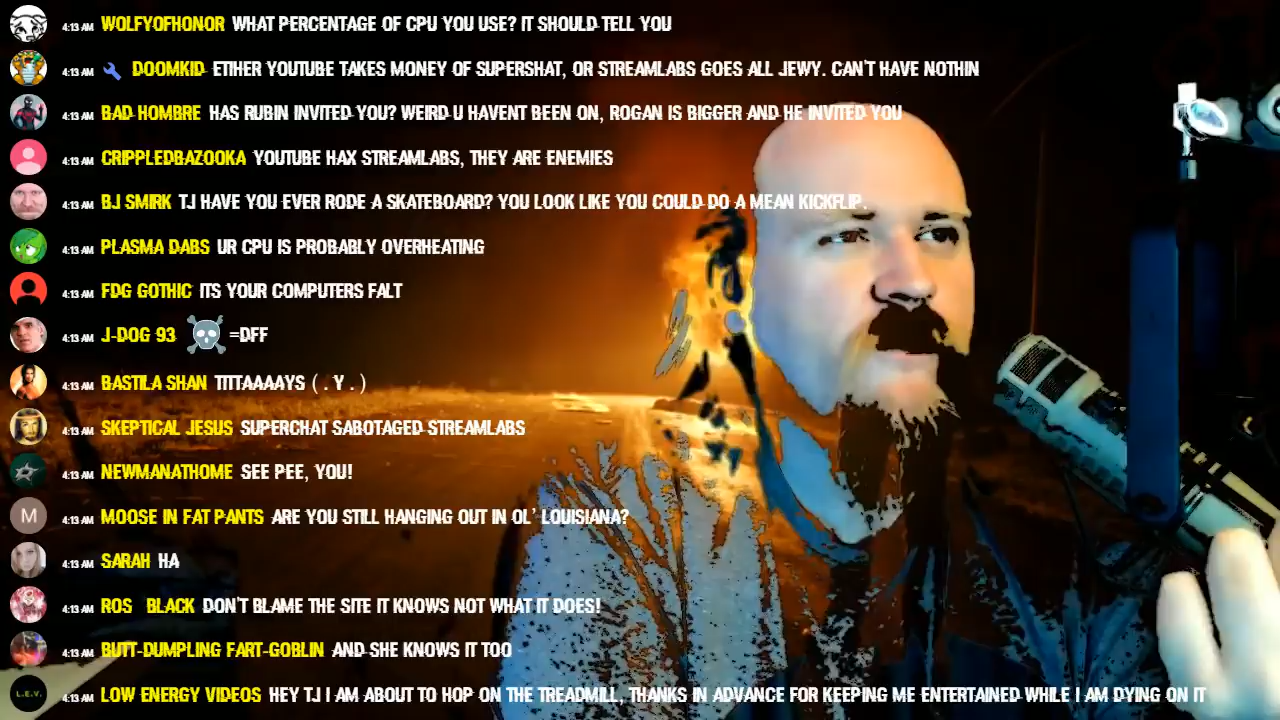 4:13 AM WOLFYOFHONOR WHAT PERCENTAGE OF CPU YOU USE? IT SHOULD TELL YOU
4:13 AM DOOMKID ETIHER YOUTUBE TAKES MONEY OF SUPERSHAT, OR STREAMLABS GOES ALL JEWY. CAN'T HAVE NOTHIN
4:13 AM BAD HOMBRE HAS RUBIN INVITED YOU? WEIRD U HAVENT BEEN ON, ROGAN IS BIGGER AND HE INVITED YOU
4:13 AM CRIPPLEDBAZOOKA YOUTUBE HAX STREAMLABS, THEY ARE ENEMIES
4:13 AM BJ SMIRK TJ HAVE YOU EVER RODE A SKATEBOARD? YOU LOOK LIKE YOU COULD DO A MEAN KICKFLIP.
4:13 AM PLASMA DABS UR CPU IS PROBABLY OVERHEATING
4:13 AM FDG GOTHIC ITS YOUR COMPUTERS FALT
4:13 AM J-DOG 93 ☠=DFF
4:13 AM BASTILA SHAN TITTAAAAYS ( . Y . )
4:13 AM SKEPTICAL JESUS SUPERCHAT SABOTAGED STREAMLABS
4:13 AM NEWMANATHOME SEE PEE, YOU!
M 4:13 AM MOOSE IN FAT PANTS ARE YOU STILL HANGING OUT IN OL' LOUISIANA?
4:13 AM SARAH HA
4:13 AM ROS BLACK DON'T BLAME THE SITE IT KNOWS NOT WHAT IT DOES!
4:13 AM BUTT-DUMPLING FART-GOBLIN AND SHE KNOWS IT TOO
L.E.V. 4:13 AM LOW ENERGY VIDEOS HEY TJ I AM ABOUT TO HOP ON THE TREADMILL, THANKS IN ADVANCE FOR KEEPING ME ENTERTAINED WHILE I AM DYING ON IT